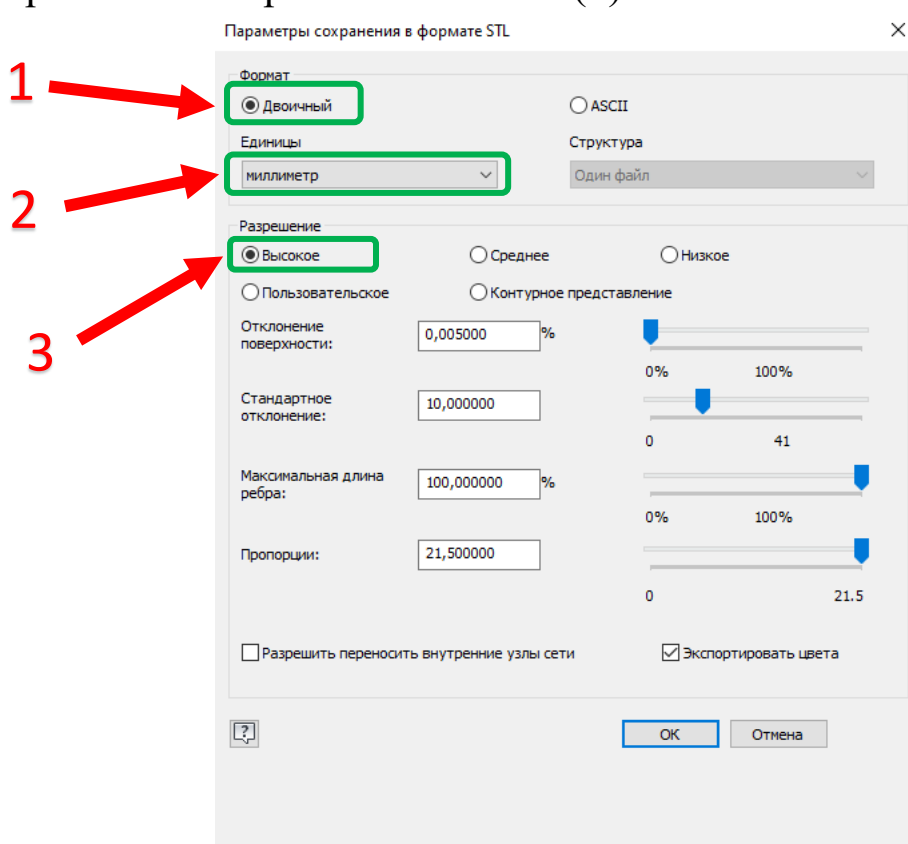 Параметры сохранения в формате STL
Формат
1
Двоичный ASCII
Единицы Структура
миллиметр Один файл
2
Разрешение
Высокое Среднее Низкое
Пользовательское Контурное представление
3
Отклонение
поверхности: 0,005000 %
0% 100%
Стандартное
отклонение: 10,000000
0 41
Максимальная длина
ребра: 100,000000 %
0% 100%
Пропорции: 21,500000
0 21.5
Разрешить переносить внутренние узлы сети Экспортировать цвета
? ОК Отмена